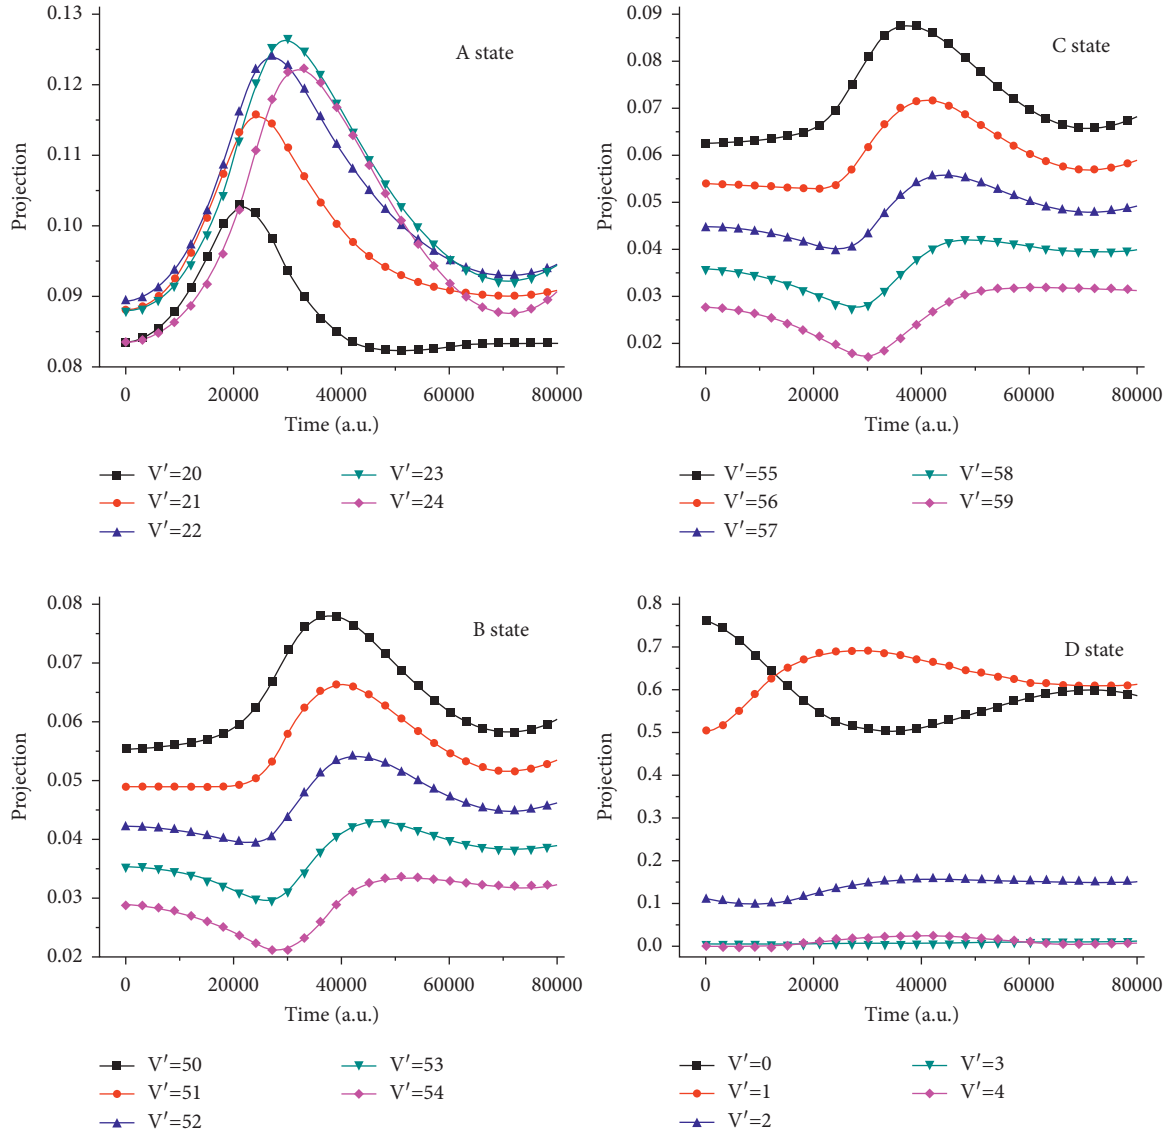 0.13
0.12
0.11
0.10
0.09
0.08
Projection
A state
0 20000 40000 60000 80000
Time (a.u.)
V′=20
V′=21
V′=22
V′=23
V′=24
0.09
0.08
0.07
0.06
0.05
0.04
0.03
0.02
Projection
C state
0 20000 40000 60000 80000
Time (a.u.)
V′=55
V′=56
V′=57
V′=58
V′=59
0.08
0.07
0.06
0.05
0.04
0.03
0.02
Projection
B state
0 20000 40000 60000 80000
Time (a.u.)
V′=50
V′=51
V′=52
V′=53
V′=54
0.8
0.7
0.6
0.5
0.4
0.3
0.2
0.1
0.0
Projection
D state
0 20000 40000 60000 80000
Time (a.u.)
V′=0
V′=1
V′=2
V′=3
V′=4